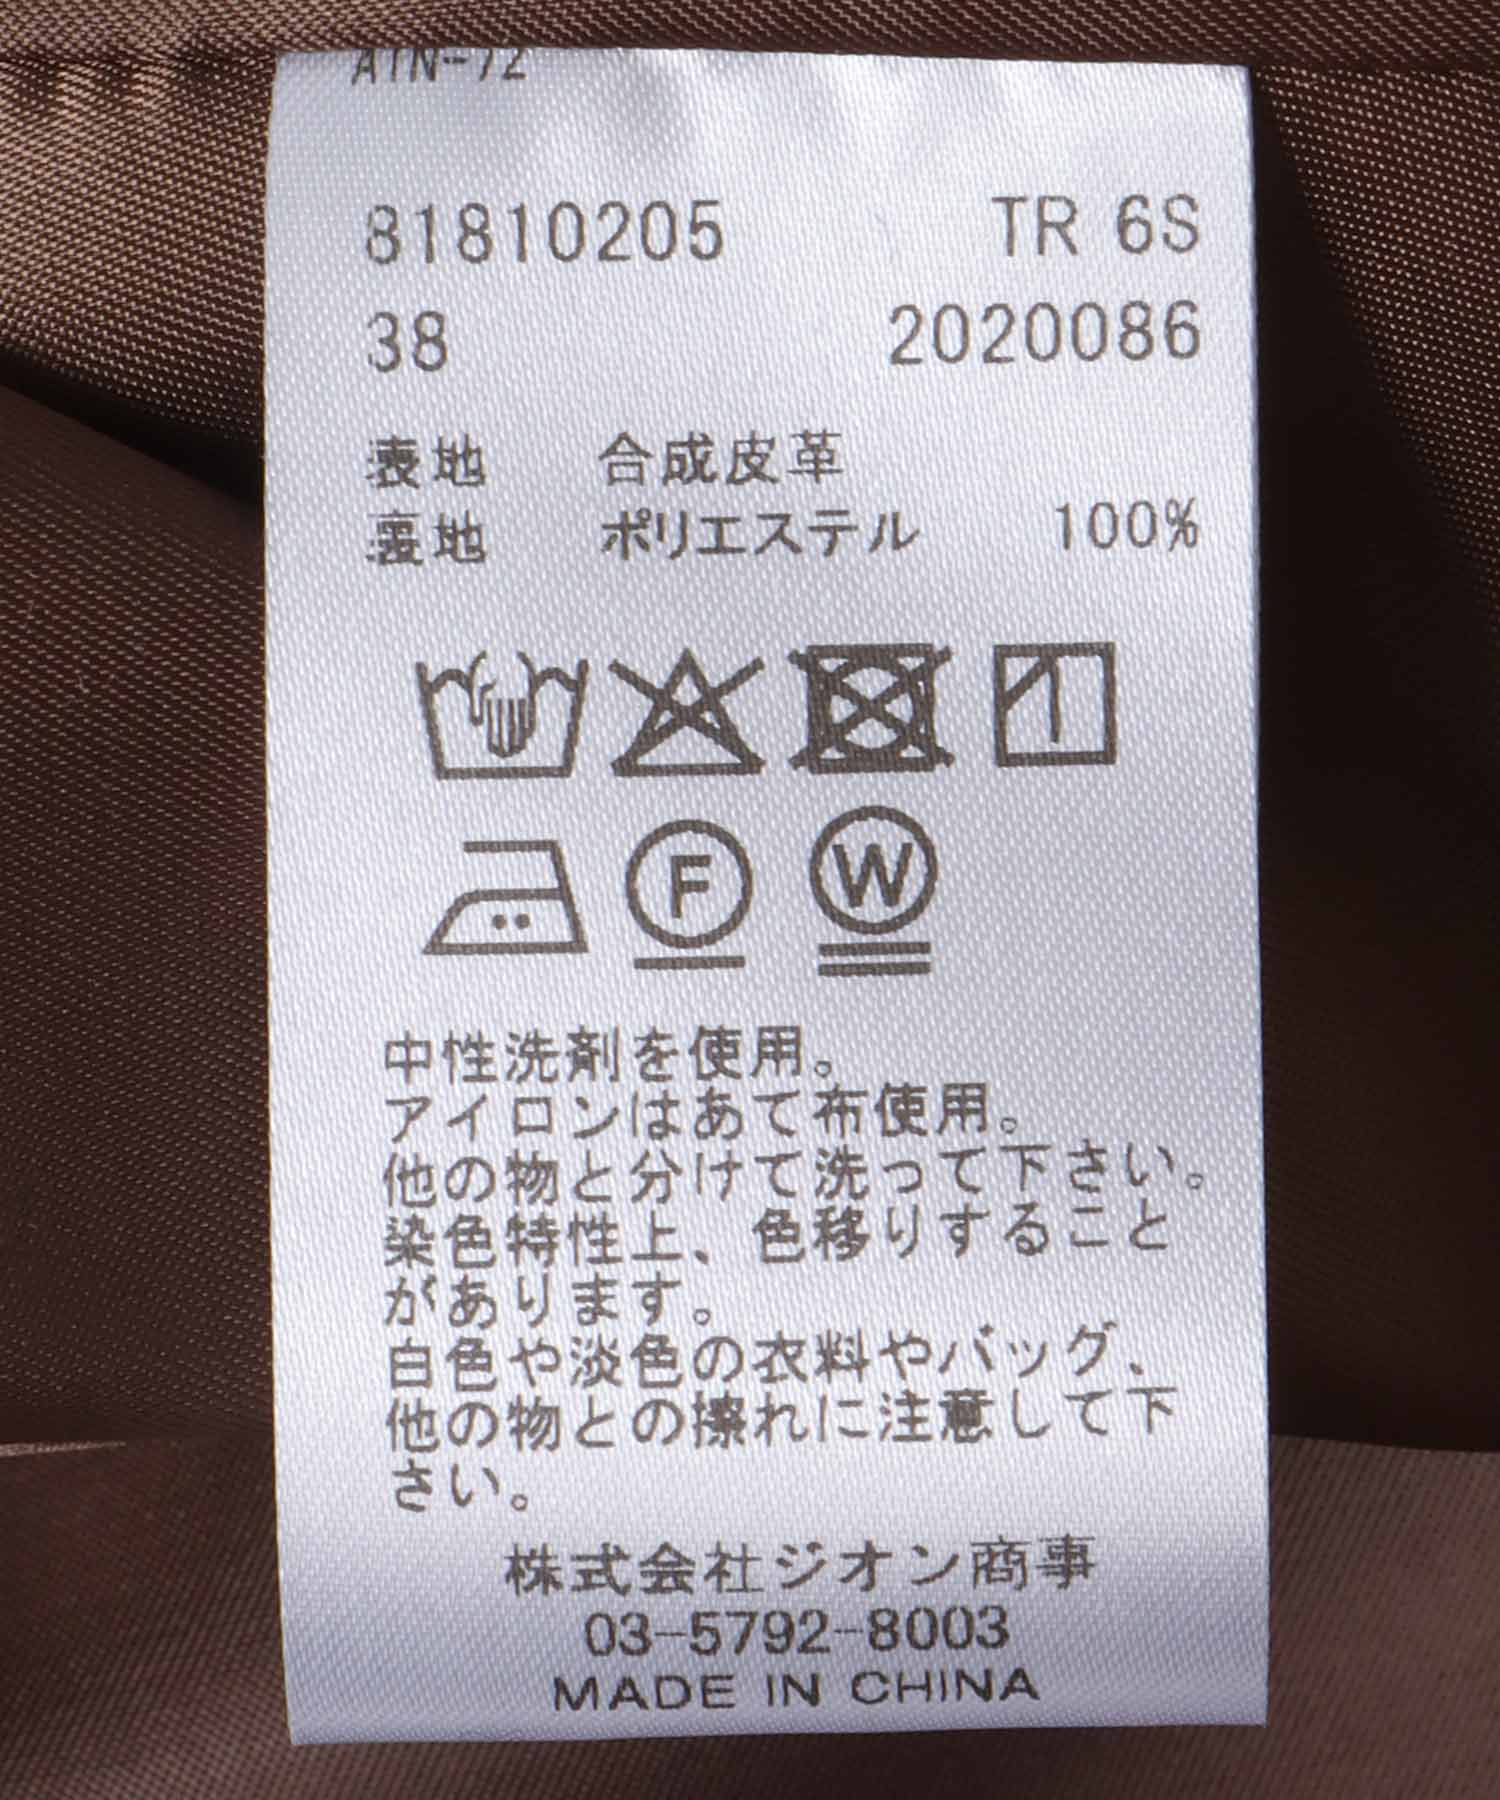 ATN-72
81810205 TR 6S
38 2020086
表地 合成皮革
裏地 ポリエステル 100%
F W
中性洗剤を使用。
アイロンはあて布使用。
他の物と分けて洗って下さい。
染色特性上、色移りすること
があります。
白色や淡色の衣料やバッグ、
他の物との擦れに注意して下
さい。
株式会社ジオン商事
03-5792-8003
MADE IN CHINA